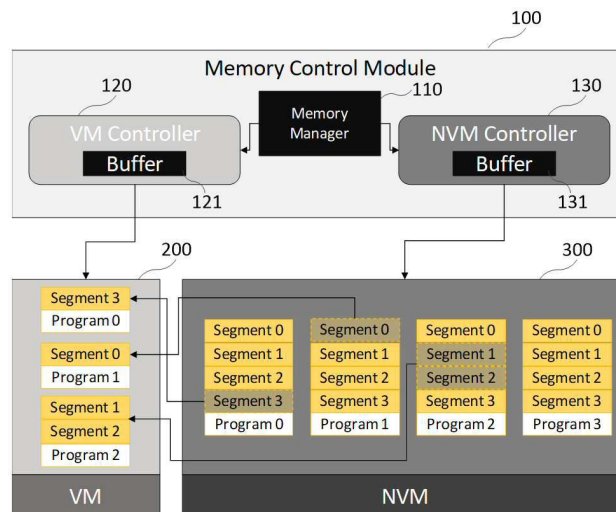 100
Memory Control Module
120
110
130
VM Controller
Memory
Manager
NVM Controller
Buffer
Buffer
121
131
200
300
Segment 3
Program 0
Segment 0
Program 1
Segment 1
Segment 2
Program 2
Segment 0
Segment 1
Segment 2
Segment 3
Program 0
Segment 0
Segment 1
Segment 2
Segment 3
Program 1
Segment 0
Segment 1
Segment 2
Segment 3
Program 2
Segment 0
Segment 1
Segment 2
Segment 3
Program 3
VM
NVM